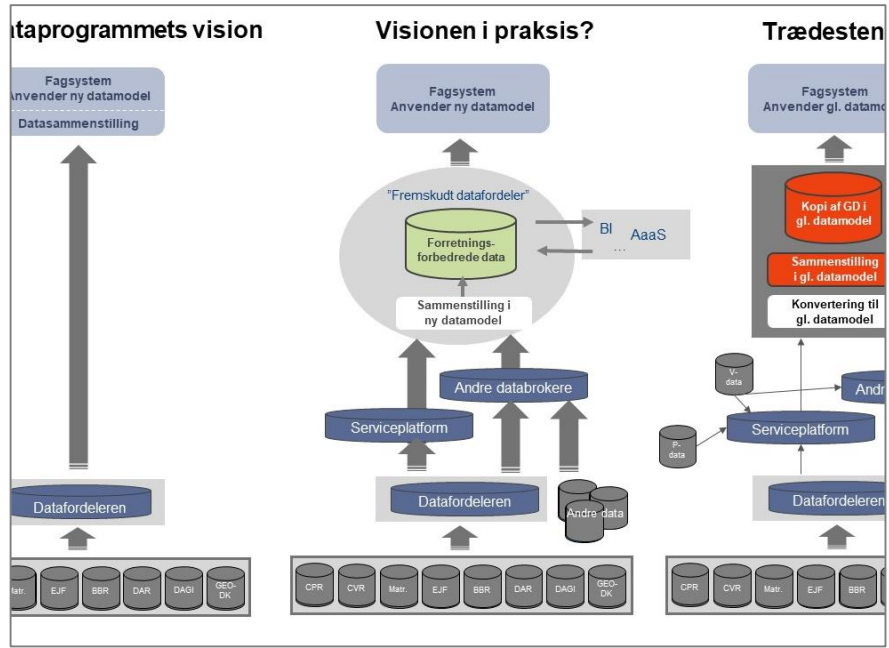 ataprogrammets vision
Fagsystem
Anvender ny datamodel
Datasammenstilling
Datafordeleren
Matr.
EJF
BBR
DAR
DAGI
GEO-
DK
Visionen i praksis?
Fagsystem
Anvender ny datamodel
"Fremskudt datafordeler"
Forretnings-
forbedrede data
BI
AaaS
...
Sammenstilling i
ny datamodel
Andre databrokere
Serviceplatform
Datafordeleren
Andre data
CPR
CVR
Matr.
EJF
BBR
DAR
DAGI
GEO-
DK
Trædesten
Fagsystem
Anvender gl. datamo
Kopi af GD i
gl. datamodel
Sammenstilling
i gl. datamodel
Konvertering til
gl. datamodel
V-
data
Andr
Serviceplatform
P-
data
Datafordeleren
CPR
CVR
Matr.
EJF
BBR